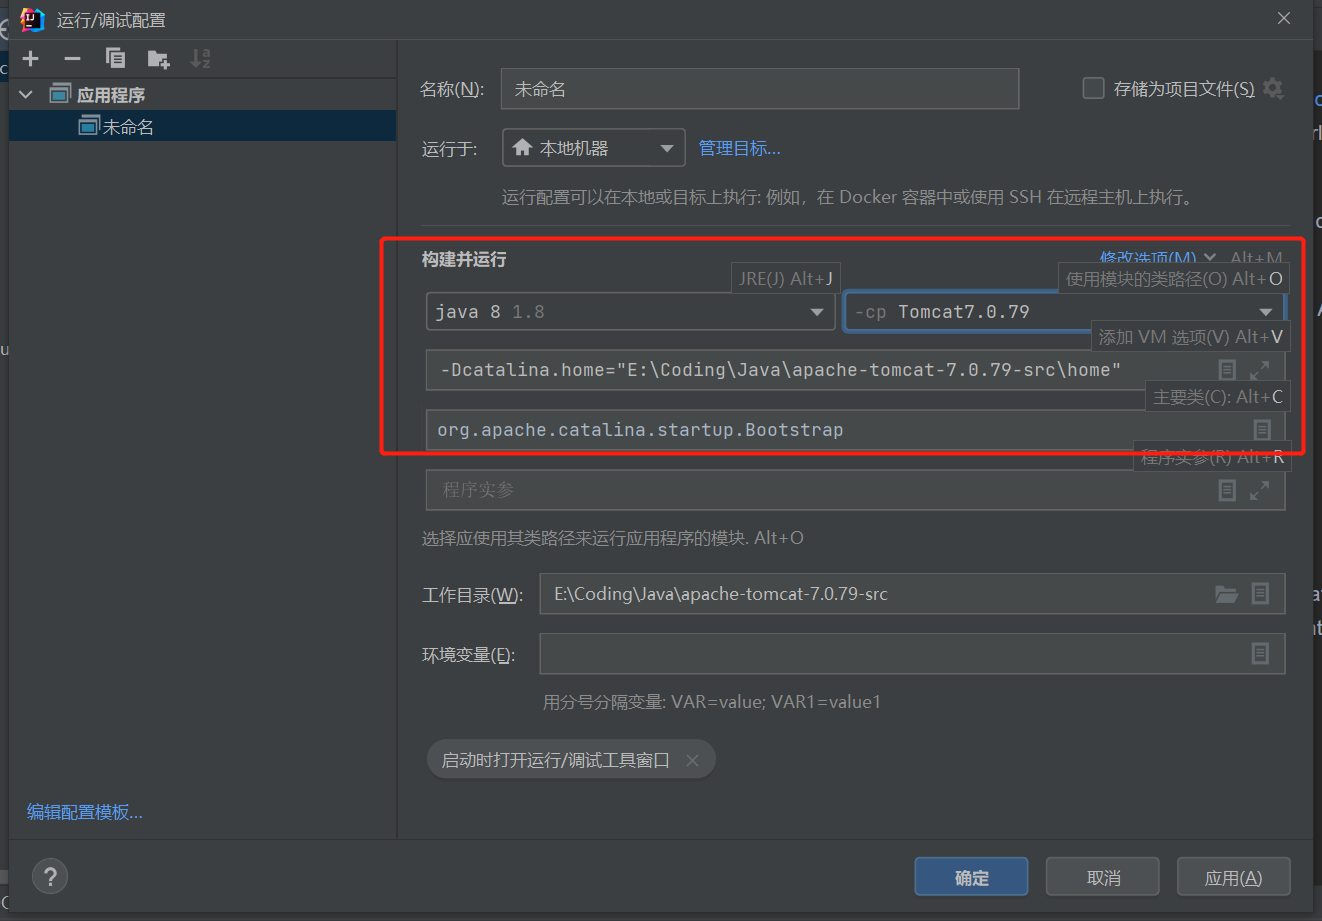 运行/调试配置
应用程序
未命名
编辑配置模板...
名称(N): 未命名 存储为项目文件(S)
运行于: 本地机器 管理目标...
运行配置可以在本地或目标上执行: 例如，在 Docker 容器中或使用 SSH 在远程主机上执行。
构建并运行 修改选项(M) Alt+M
JRE(J) Alt+J 使用模块的类路径(O) Alt+O
java 8 1.8 -cp Tomcat7.0.79
添加 VM 选项(V) Alt+V
-Dcatalina.home="E:\Coding\Java\apache-tomcat-7.0.79-src\home"
主要类(C): Alt+C
org.apache.catalina.startup.Bootstrap
程序实参(R) Alt+R
程序实参
选择应使用其类路径来运行应用程序的模块. Alt+O
工作目录(W): E:\Coding\Java\apache-tomcat-7.0.79-src
环境变量(E):
用分号分隔变量: VAR=value; VAR1=value1
启动时打开运行/调试工具窗口
? 确定 取消 应用(A)